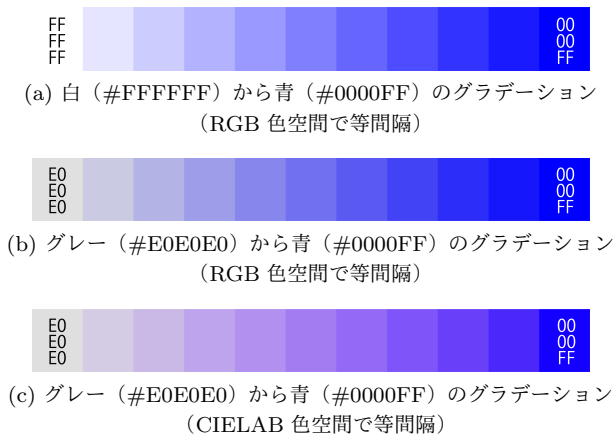 FF
FF
FF
00
00
FF
(a) 白（#FFFFFF）から青（#0000FF）のグラデーション
（RGB 色空間で等間隔）
E0
E0
E0
00
00
FF
(b) グレー（#E0E0E0）から青（#0000FF）のグラデーション
（RGB 色空間で等間隔）
E0
E0
E0
00
00
FF
(c) グレー（#E0E0E0）から青（#0000FF）のグラデーション
（CIELAB 色空間で等間隔）